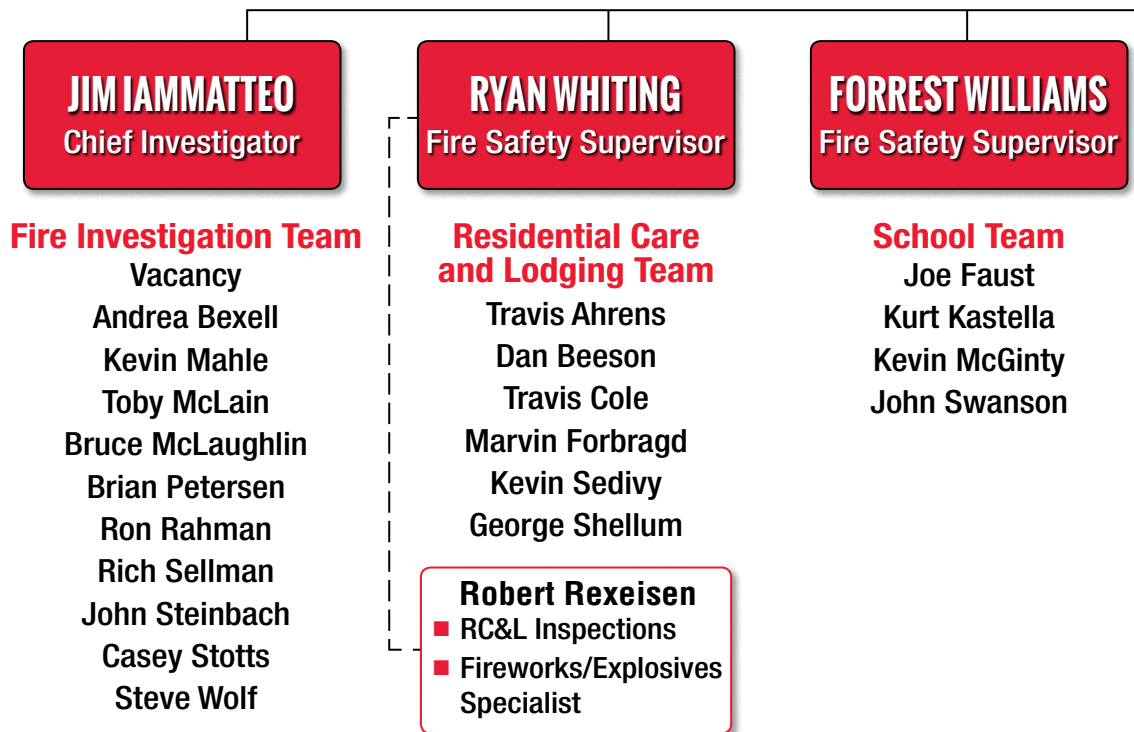 JIM IAMMATTEO
Chief Investigator
Fire Investigation Team
Vacancy
Andrea Bexell
Kevin Mahle
Toby McLain
Bruce McLaughlin
Brian Petersen
Ron Rahman
Rich Sellman
John Steinbach
Casey Stotts
Steve Wolf
RYAN WHITING
Fire Safety Supervisor
Residential Care
and Lodging Team
Travis Ahrens
Dan Beeson
Travis Cole
Marvin Forbragd
Kevin Sedivy
George Shellum
Robert Rexeisen
RC&L Inspections
Fireworks/Explosives
Specialist
FORREST WILLIAMS
Fire Safety Supervisor
School Team
Joe Faust
Kurt Kastella
Kevin McGinty
John Swanson